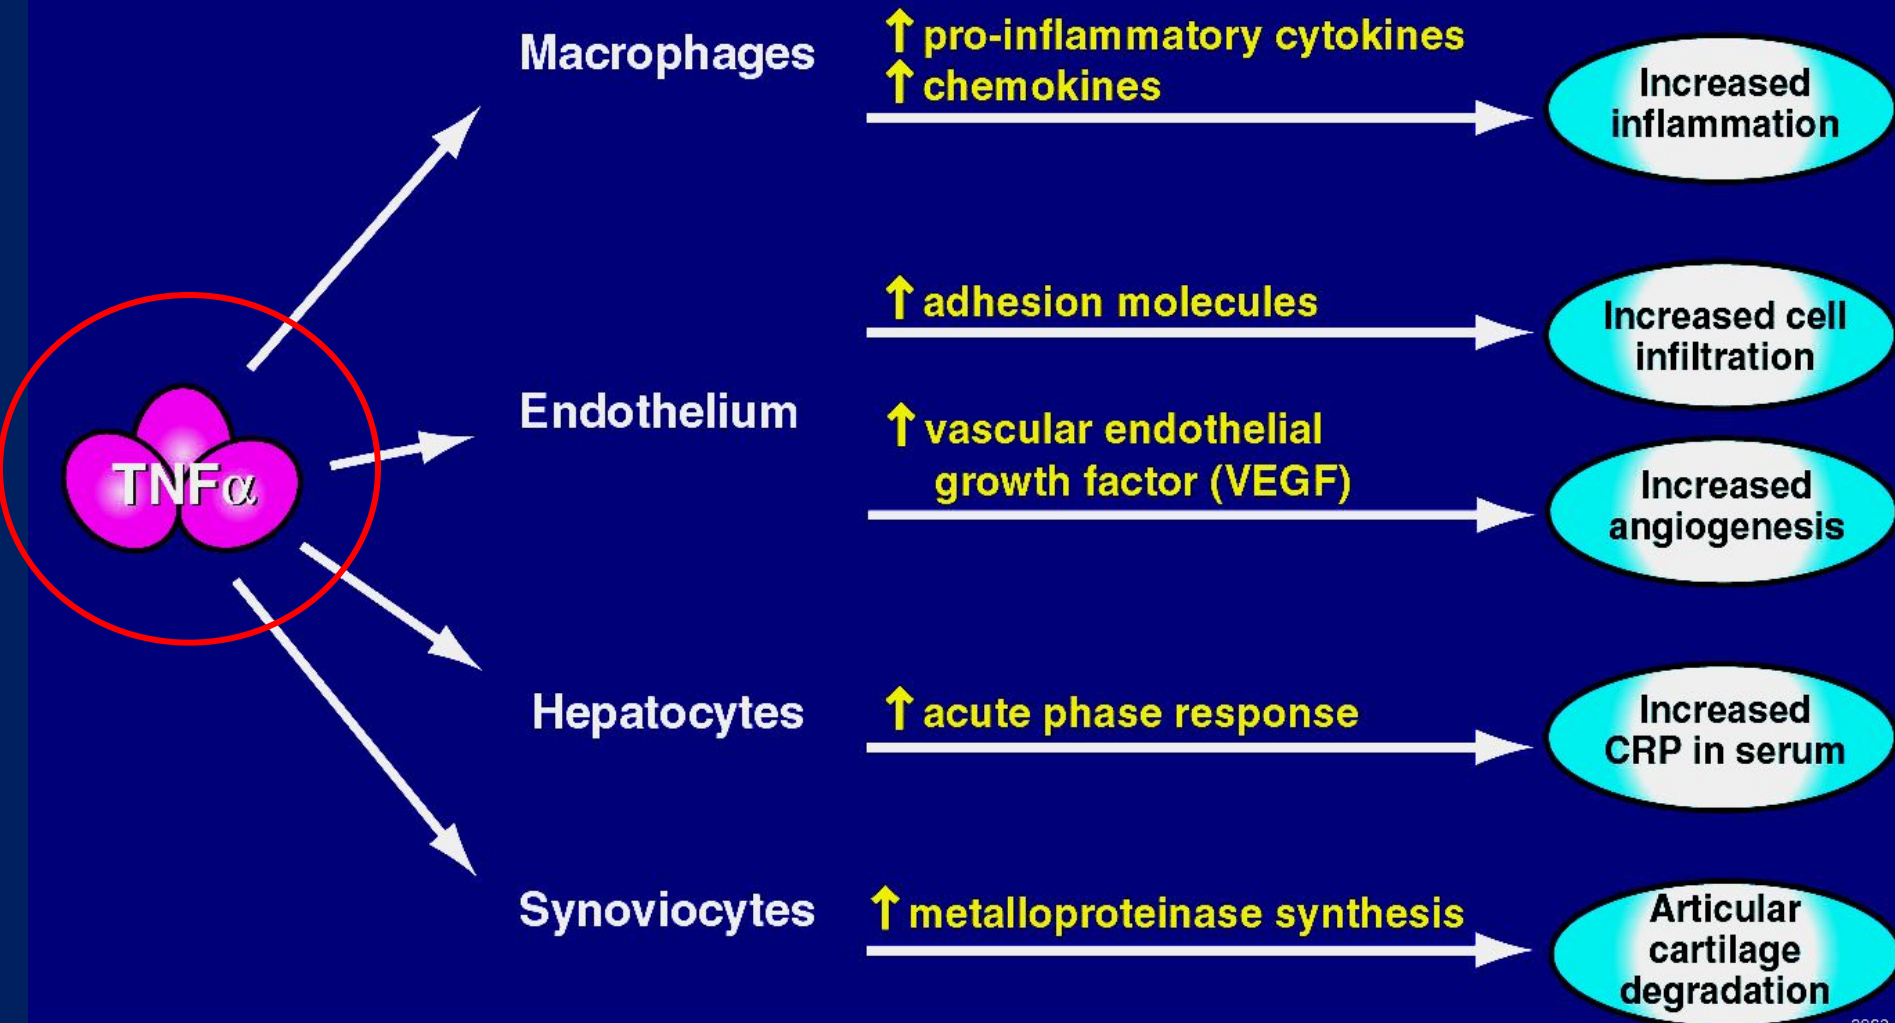 Macrophages
↑ pro-inflammatory cytokines
↑ chemokines
Increased
inflammation
TNFα
Endothelium
↑ adhesion molecules
Increased cell
infiltration
↑ vascular endothelial
growth factor (VEGF)
Increased
angiogenesis
Hepatocytes
↑ acute phase response
Increased
CRP in serum
Synoviocytes
↑ metalloproteinase synthesis
Articular
cartilage
degradation